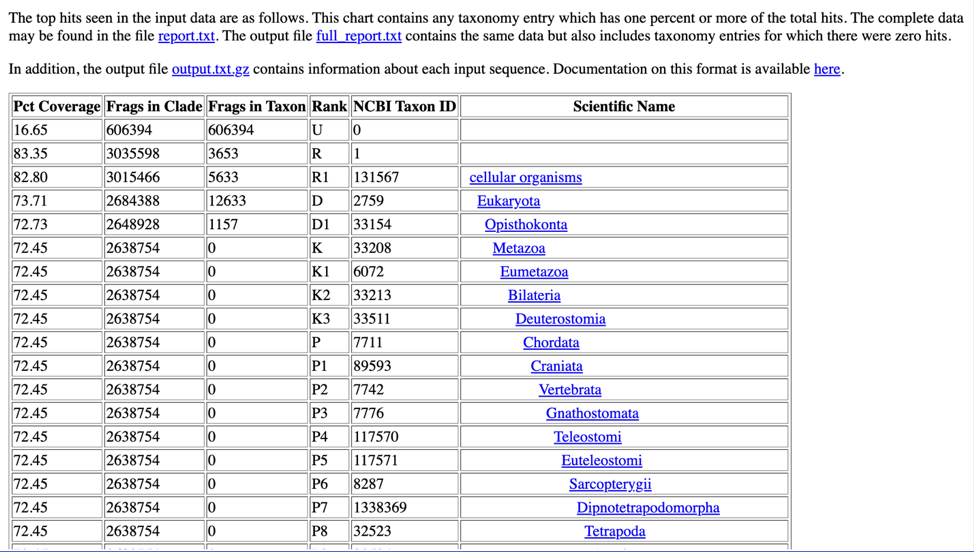 The top hits seen in the input data are as follows. This chart contains any taxonomy entry which has one percent or more of the total hits. The complete data
may be found in the file report.txt. The output file full_report.txt contains the same data but also includes taxonomy entries for which there were zero hits.
In addition, the output file output.txt.gz contains information about each input sequence. Documentation on this format is available here.
Pct Coverage Frags in Clade Frags in Taxon Rank NCBI Taxon ID Scientific Name
16.65 606394 606394 U 0
83.35 3035598 3653 R 1
82.80 3015466 5633 R1 131567 cellular organisms
73.71 2684388 12633 D 2759 Eukaryota
72.73 2648928 1157 D1 33154 Opisthokonta
72.45 2638754 0 K 33208 Metazoa
72.45 2638754 0 K1 6072 Eumetazoa
72.45 2638754 0 K2 33213 Bilateria
72.45 2638754 0 K3 33511 Deuterostomia
72.45 2638754 0 P 7711 Chordata
72.45 2638754 0 P1 89593 Craniata
72.45 2638754 0 P2 7742 Vertebrata
72.45 2638754 0 P3 7776 Gnathostomata
72.45 2638754 0 P4 117570 Teleostomi
72.45 2638754 0 P5 117571 Euteleostomi
72.45 2638754 0 P6 8287 Sarcopterygii
72.45 2638754 0 P7 1338369 Dipnotetrapodomorpha
72.45 2638754 0 P8 32523 Tetrapoda